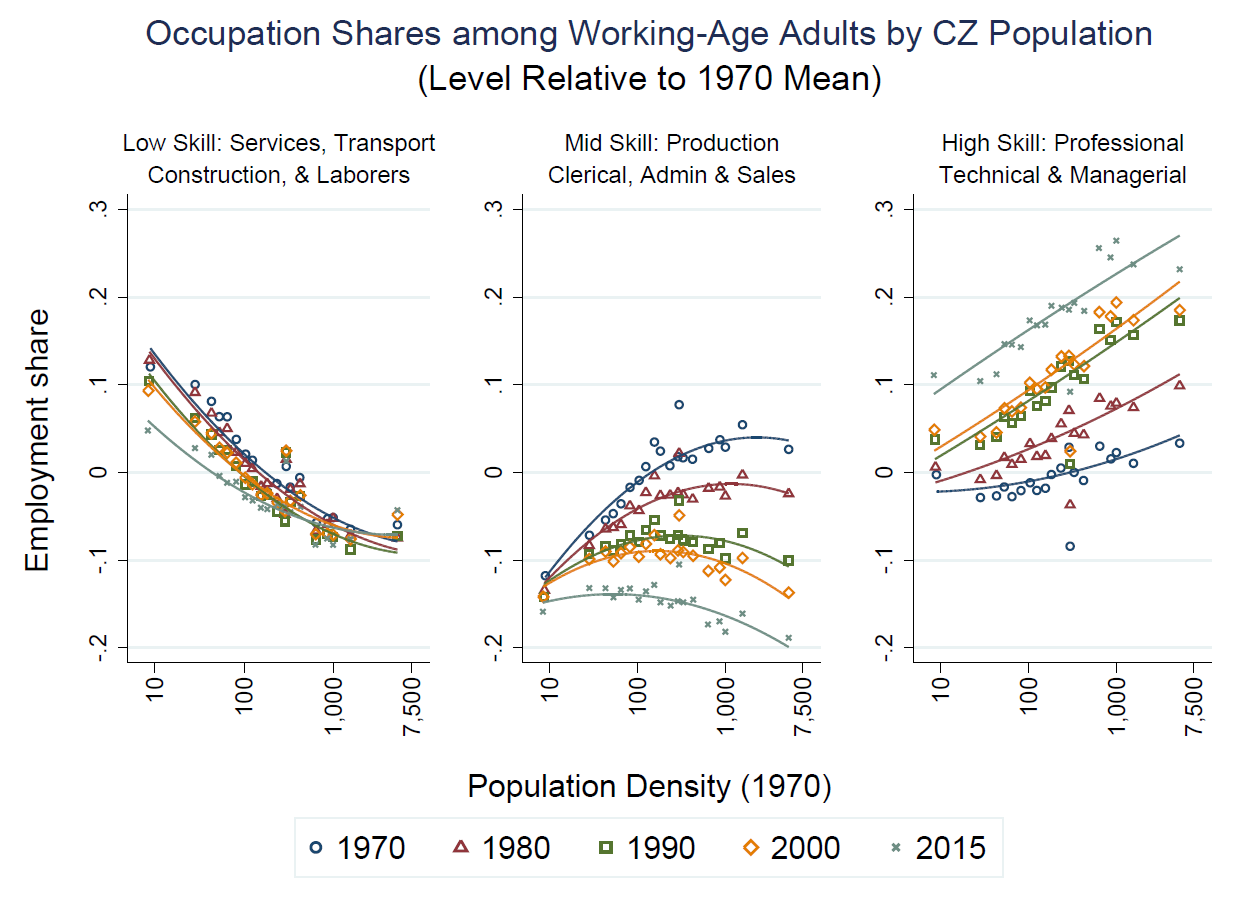 Occupation Shares among Working-Age Adults by CZ Population
(Level Relative to 1970 Mean)
Low Skill: Services, Transport
Construction, & Laborers
Mid Skill: Production
Clerical, Admin & Sales
High Skill: Professional
Technical & Managerial
Employment share
.3
.2
.1
0
-.1
-.2
10
100
1,000
7,500
.3
.2
.1
0
-.1
-.2
10
100
1,000
7,500
.3
.2
.1
0
-.1
-.2
10
100
1,000
7,500
Population Density (1970)
1970 1980 1990 2000 2015